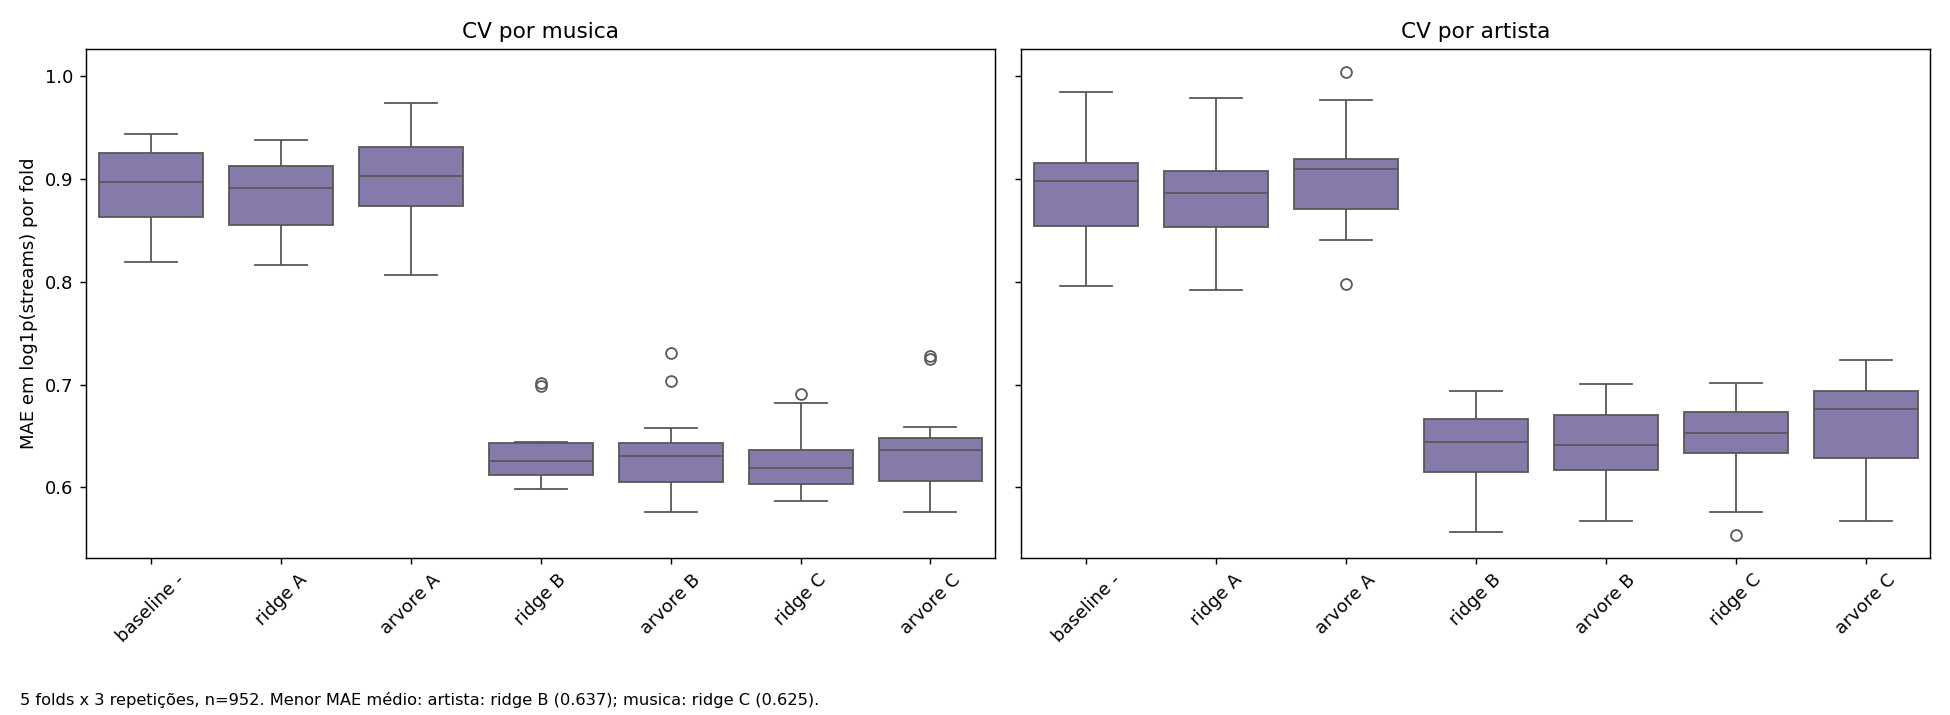 CV por musica
CV por artista
MAE em log1p(streams) por fold
1.0
0.9
0.8
0.7
0.6
baseline -
ridge A
arvore A
ridge B
arvore B
ridge C
arvore C
baseline -
ridge A
arvore A
ridge B
arvore B
ridge C
arvore C
5 folds x 3 repetições, n=952. Menor MAE médio: artista: ridge B (0.637); musica: ridge C (0.625).